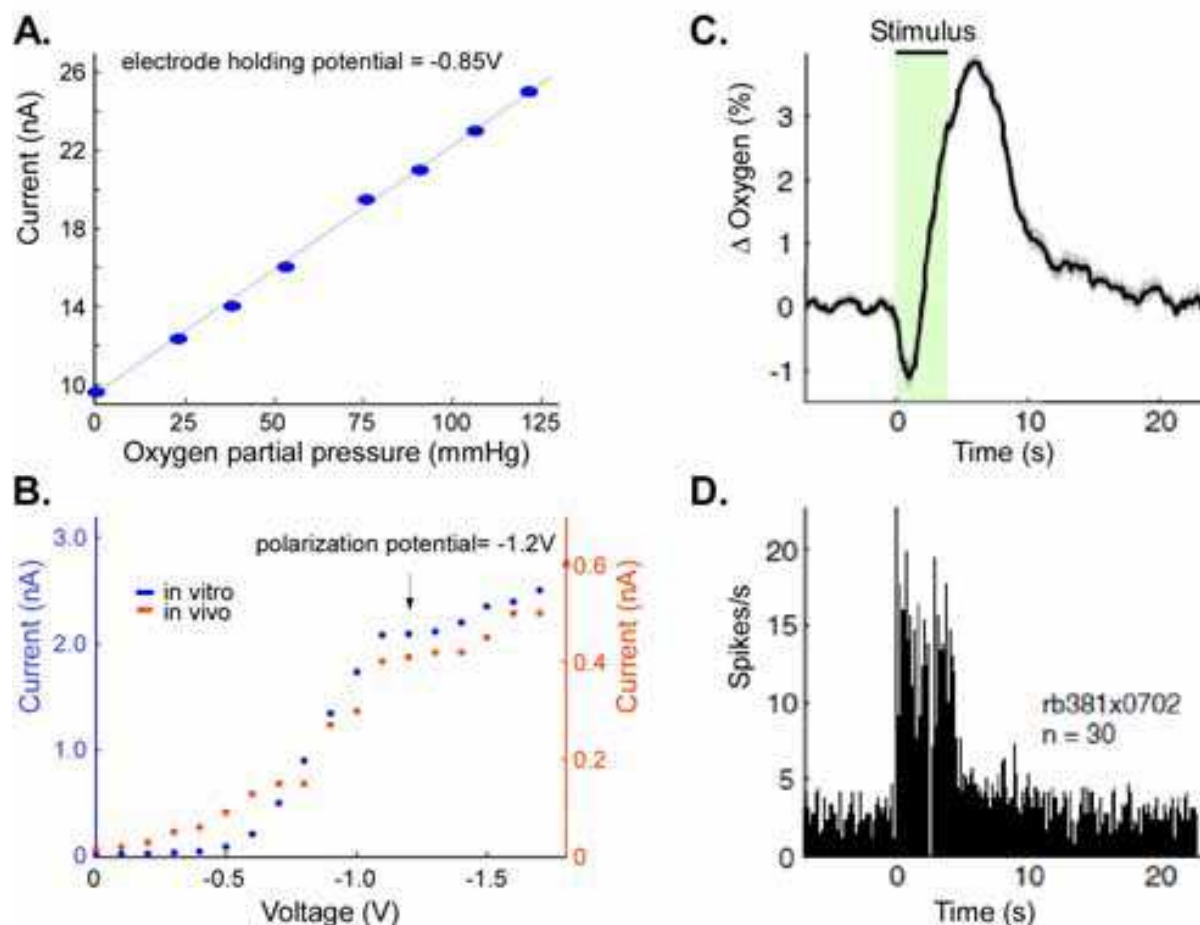 A.
electrode holding potential = -0.85V
Current (nA)
26
22
18
14
10
0
25
50
75
100
125
Oxygen partial pressure (mmHg)
B.
polarization potential= -1.2V
in vitro
in vivo
Current (nA)
3.0
2.0
1.0
0
Current (nA)
0.6
0.4
0.2
0
0
-0.5
-1.0
-1.5
Voltage (V)
C.
Stimulus
Δ Oxygen (%)
3
2
1
0
-1
0
10
20
Time (s)
D.
Spikes/s
20
15
10
5
0
rb381x0702
n = 30
0
10
20
Time (s)